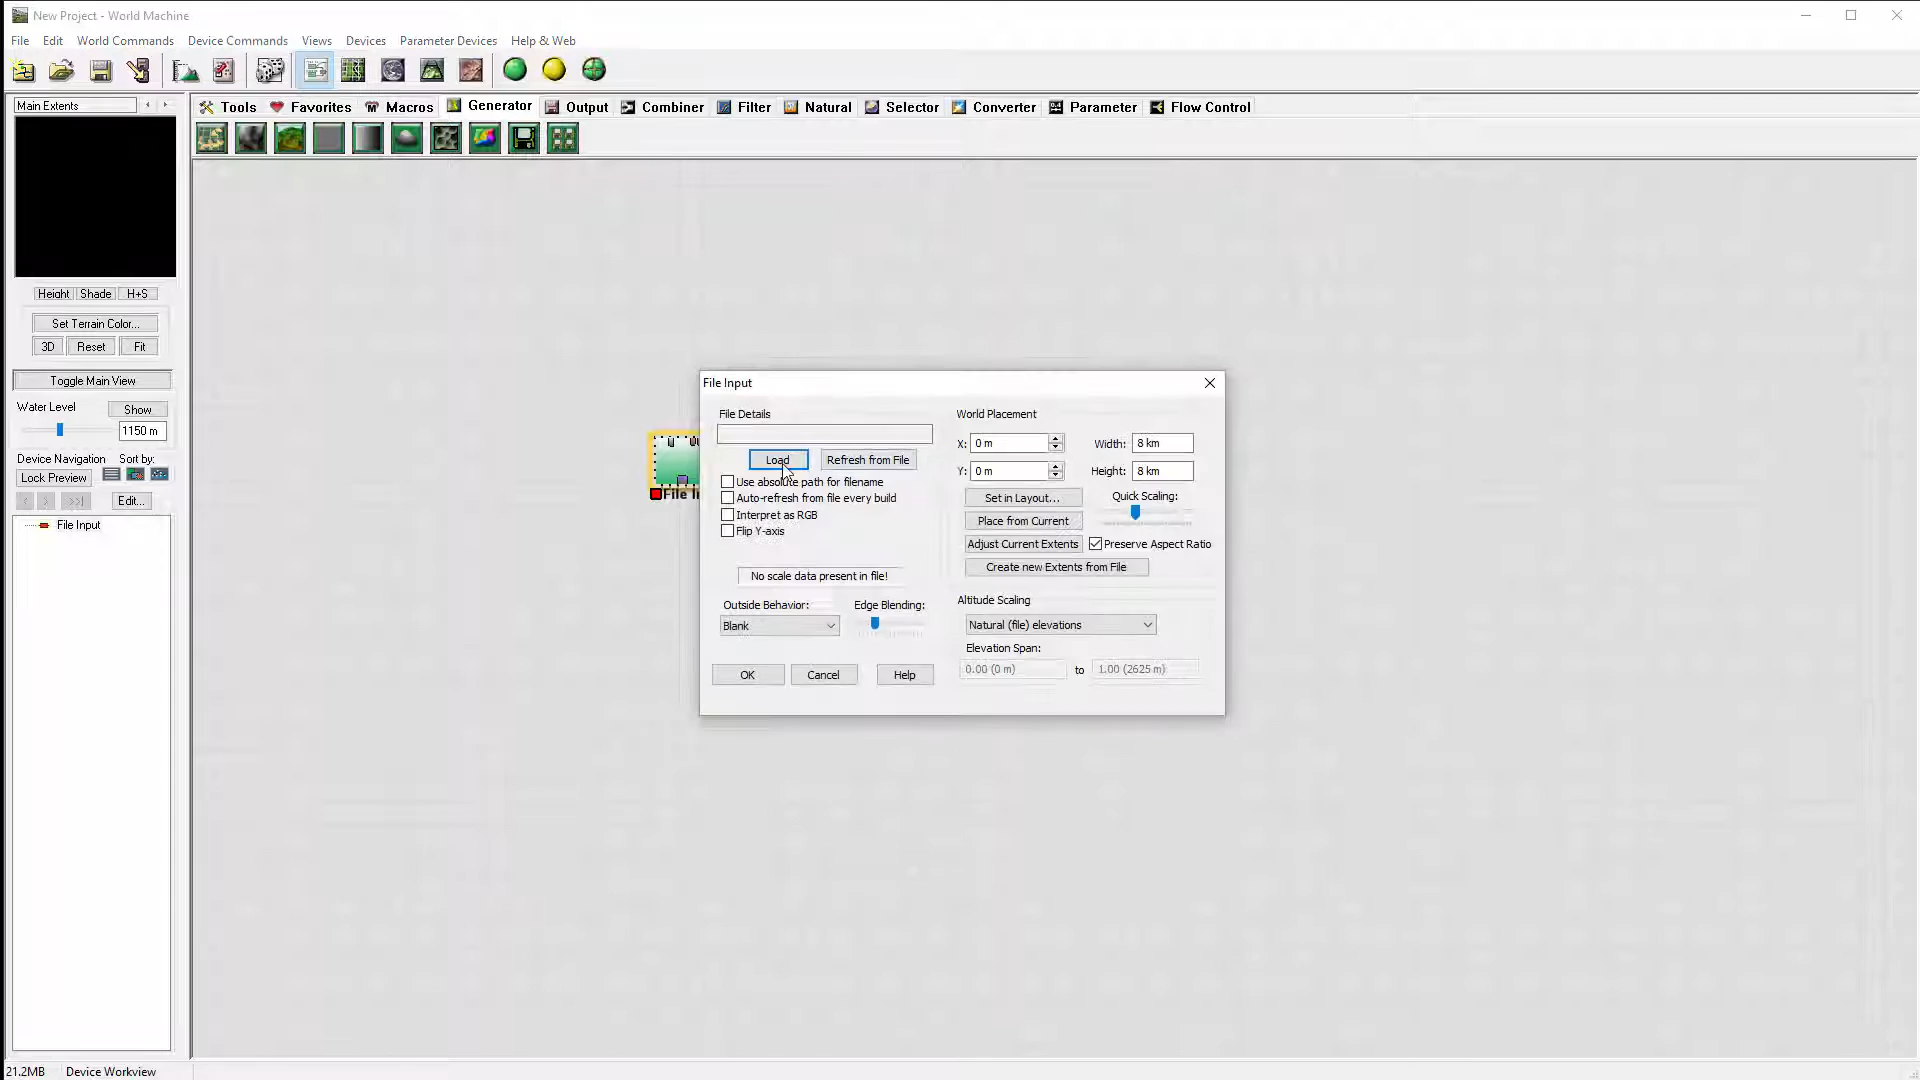 New Project - World Machine
File Edit World Commands Device Commands Views Devices Parameter Devices Help & Web
Main Extents
Tools Favorites Macros Generator Output Combiner Filter Natural Selector Converter Parameter Flow Control
Height Shade H+S
Set Terrain Color...
3D Reset Fit
Toggle Main View
Water Level Show
1150 m
Device Navigation Sort by:
Lock Preview
Edit...
File Input
File Input
File Details
Load Refresh from File
Use absolute path for filename
Auto-refresh from file every build
Interpret as RGB
Flip Y-axis
No scale data present in file!
Outside Behavior: Edge Blending:
Blank
OK Cancel Help
World Placement
X: 0 m Width: 8 km
Y: 0 m Height: 8 km
Set in Layout... Quick Scaling:
Place from Current
Adjust Current Extents Preserve Aspect Ratio
Create new Extents from File
Altitude Scaling
Natural (file) elevations
Elevation Span:
0.00 (0 m) to 1.00 (2625 m)
21.2MB Device Workview